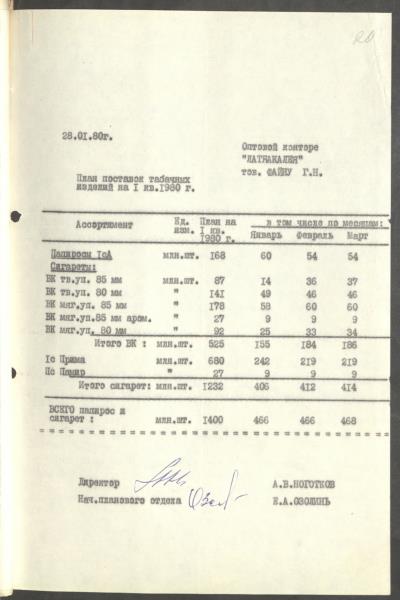 20
28.01.80г.
Оптовой конторе
"ЛАТБАКАЛЕЯ"
тов. ФАЙНУ Г.Н.
План поставок табачных
изделий на I кв.1980 г.
Ассортимент Ед. изм. План на I кв. 1980 г. в том числе по месяцам:
Январь Февраль Март
Папиросы IсА млн.шт. 168 60 54 54
Сигареты:
ВК тв.уп. 85 мм млн.шт. 87 14 36 37
ВК тв.уп. 80 мм " 141 49 46 46
ВК мяг.уп. 85 мм " 178 58 60 60
ВК мяг.уп.85 мм аром. " 27 9 9 9
ВК мяг.уп. 80 мм " 92 25 33 34
Итого ВК : млн.шт. 525 155 184 186
Iс Прима млн.шт. 680 242 219 219
Пс Памир " 27 9 9 9
Итого сигарет: млн.шт. 1232 406 412 414
ВСЕГО папирос и
сигарет : млн.шт. 1400 466 466 468
Директор А.В.НОГОТКОВ
Нач.планового отдела Е.А.ОЗОЛИНЬ